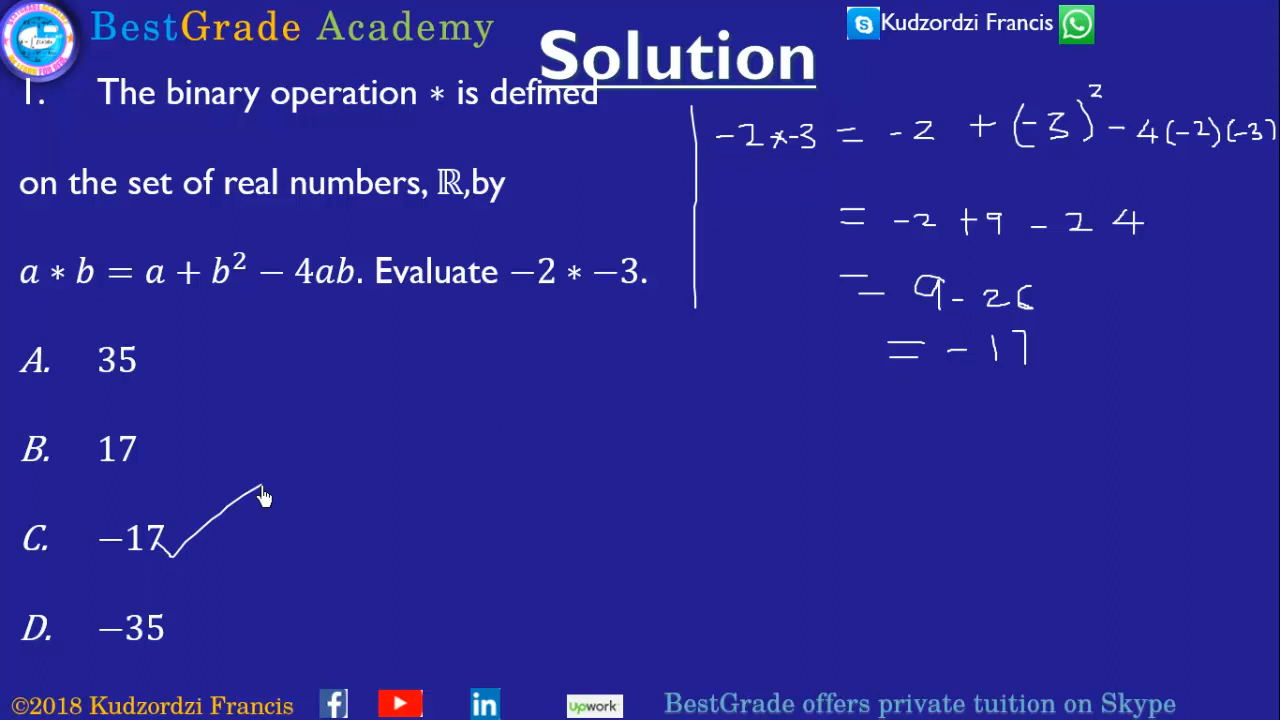 BestGrade Academy
Kudzordzi Francis
Solution
1. The binary operation ∗ is defined
on the set of real numbers, ℝ,by
a ∗ b = a + b² − 4ab. Evaluate −2 ∗ −3.
A. 35
B. 17
C. −17
D. −35
-2 * -3 = -2 + (-3)² - 4(-2)(-3)
= -2 + 9 - 24
= 9 - 26
= -17
©2018 Kudzordzi Francis
f
in
Upwork
BestGrade offers private tuition on Skype